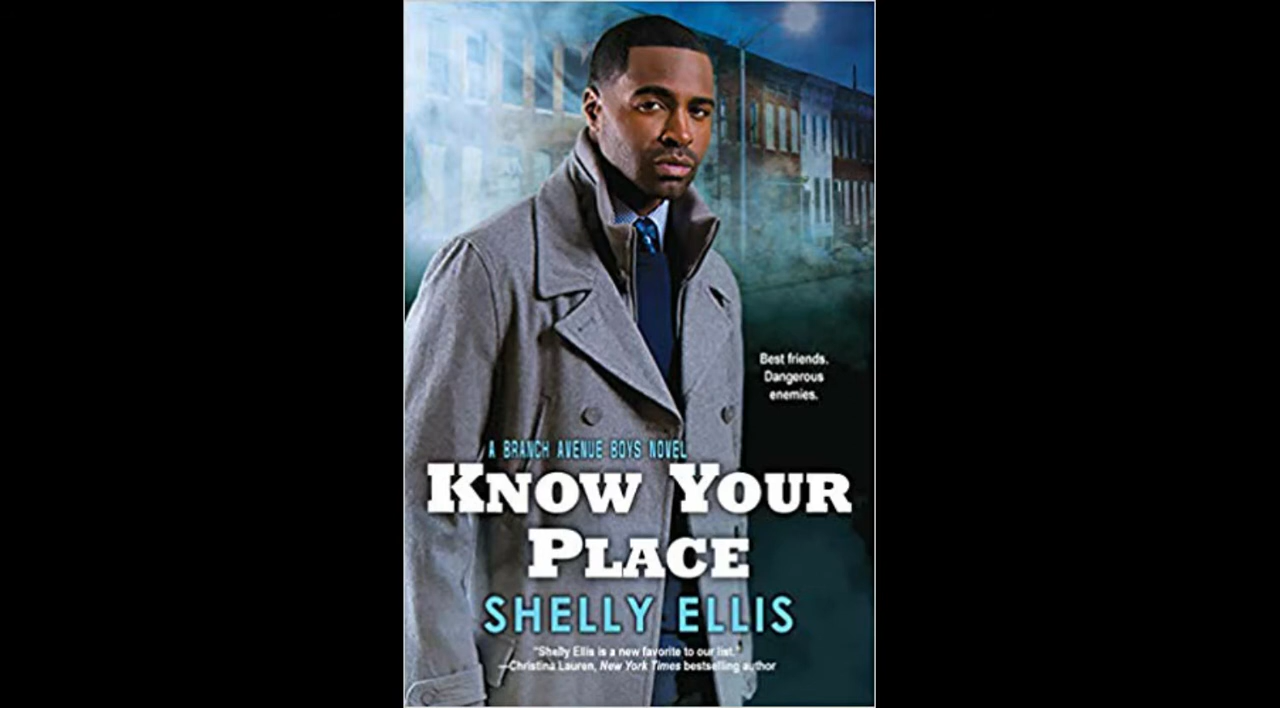 Best friends.
Dangerous
enemies.
A BRANCH AVENUE BOYS NOVEL
KNOW YOUR
PLACE
SHELLY ELLIS
"Shelly Ellis is a new favorite to our list."
—Christina Lauren, New York Times bestselling author